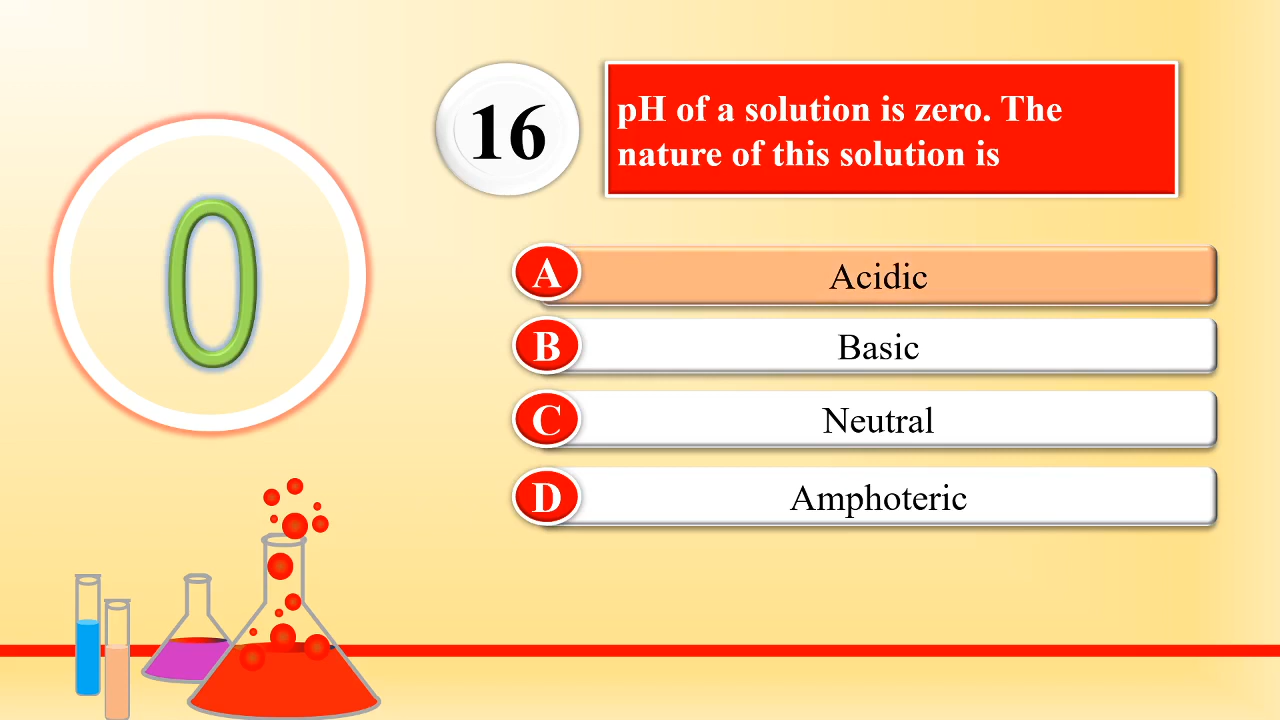 0
16
pH of a solution is zero. The
nature of this solution is
A Acidic
B Basic
C Neutral
D Amphoteric